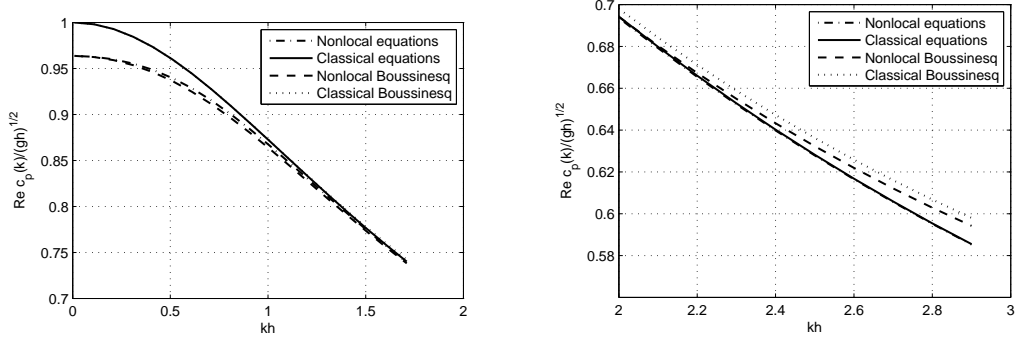 1
0.95
0.9
0.85
0.8
0.75
0.7
0
0.5
1
1.5
2
kh
Re c_p(k)/(gh)^1/2
Nonlocal equations
Classical equations
Nonlocal Boussinesq
Classical Boussinesq
0.7
0.68
0.66
0.64
0.62
0.6
0.58
2
2.2
2.4
2.6
2.8
3
kh
Re c_p(k)/(gh)^1/2
Nonlocal equations
Classical equations
Nonlocal Boussinesq
Classical Boussinesq